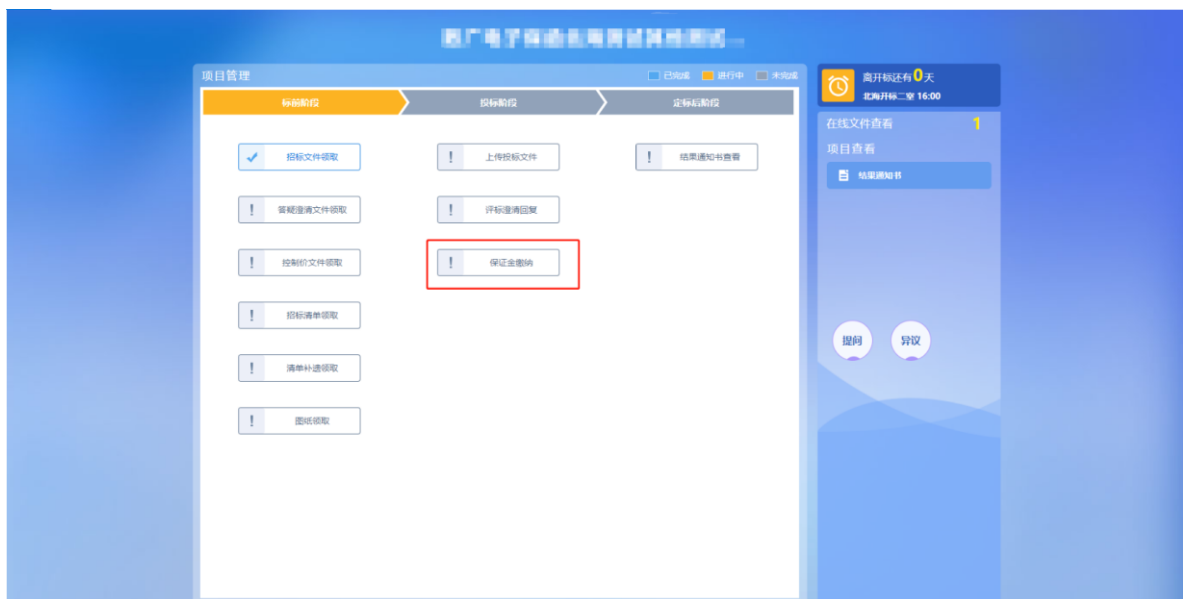 项目管理
已完成 进行中 未完成
标前阶段 投标阶段 定标后阶段
招标文件领取 上传投标文件 结果通知书查看
答疑澄清文件领取 评标澄清回复
控制价文件领取 保证金缴纳
招标清单领取
清单补遗领取
图纸领取
离开标还有0天
北海开标二室 16:00
在线文件查看 1
项目查看
结果通知书
提问 异议